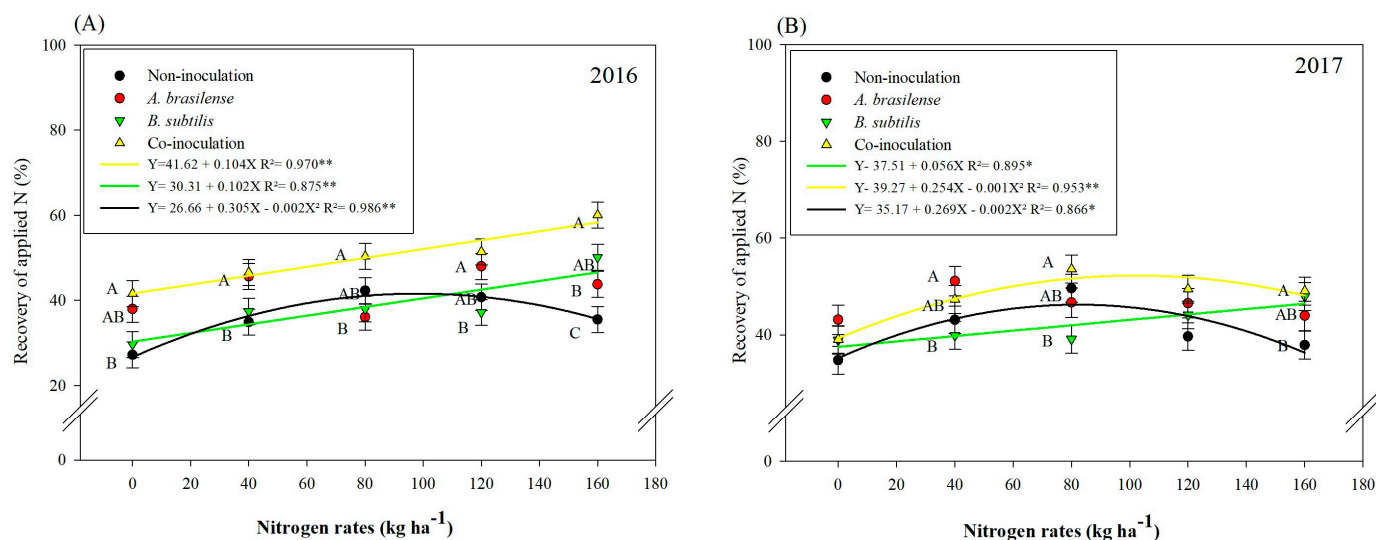 (A)
100
80
60
40
20
0
Recovery of applied N (%)
2016
Non-inoculation
A. brasilense
B. subtilis
Co-inoculation
Y=41.62 + 0.104X R²= 0.970**
Y= 30.31 + 0.102X R²= 0.875**
Y= 26.66 + 0.305X - 0.002X² R²= 0.986**
A
AB
B
A
B
A
AB
B
A
AB
B
A
AB
B
C
0 20 40 60 80 100 120 140 160 180
Nitrogen rates (kg ha-1)
(B)
100
80
60
40
0
Recovery of applied N (%)
2017
Non-inoculation
A. brasilense
B. subtilis
Co-inoculation
Y- 37.51 + 0.056X R²= 0.895*
Y- 39.27 + 0.254X - 0.001X² R²= 0.953**
Y= 35.17 + 0.269X - 0.002X² R²= 0.866*
A
AB
B
A
AB
B
A
AB
B
0 20 40 60 80 100 120 140 160 180
Nitrogen rates (kg ha-1)